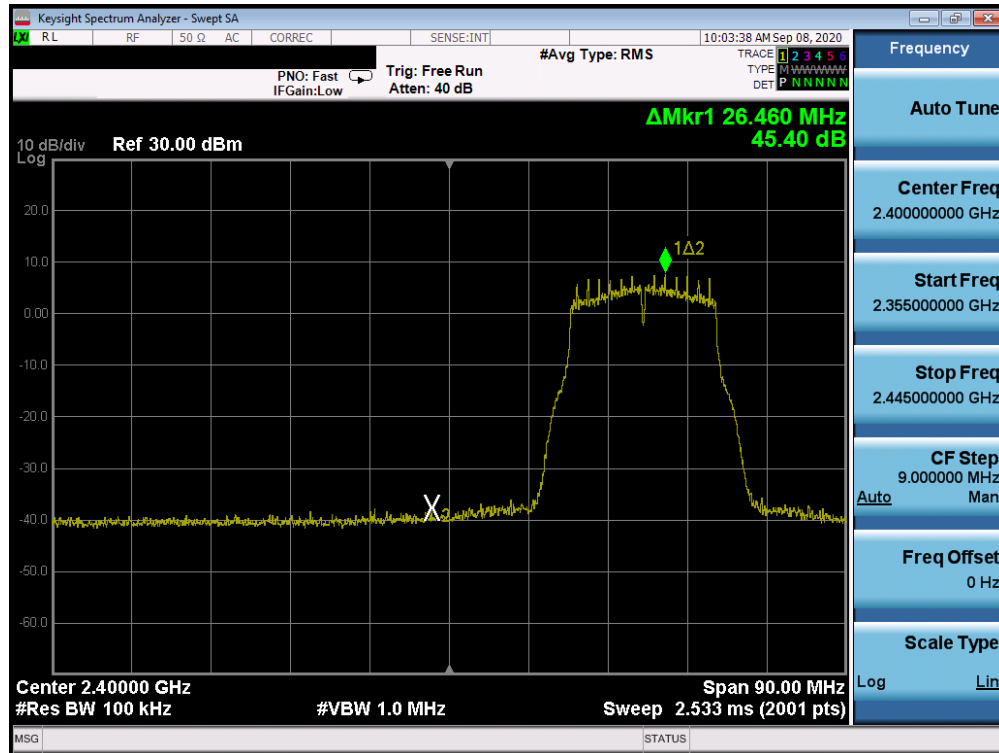 Keysight Spectrum Analyzer - Swept SA
LXI RL RF 50 Ω AC CORREC SENSE:INT 10:03:38 AM Sep 08, 2020
#Avg Type: RMS
TRACE 1 2 3 4 5 6
TYPE M WWWWW
DET P N N N N N
PNO: Fast
IFGain:Low
Trig: Free Run
Atten: 40 dB
ΔMkr1 26.460 MHz
45.40 dB
10 dB/div
Log
Ref 30.00 dBm
20.0
10.0
0.00
-10.0
-20.0
-30.0
-40.0
-50.0
-60.0
1Δ2
X2
Center 2.40000 GHz
Span 90.00 MHz
#Res BW 100 kHz
#VBW 1.0 MHz
Sweep 2.533 ms (2001 pts)
MSG
STATUS
Frequency
Auto Tune
Center Freq
2.400000000 GHz
Start Freq
2.355000000 GHz
Stop Freq
2.445000000 GHz
CF Step
9.000000 MHz
Auto Man
Freq Offset
0 Hz
Scale Type
Log Lin